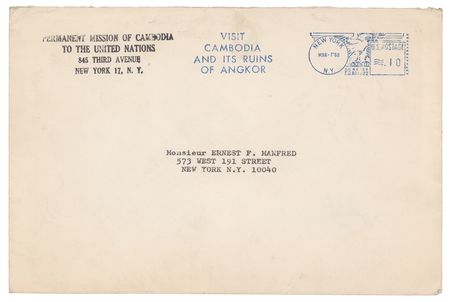 PERMANENT MISSION OF CAMBODIA
TO THE UNITED NATIONS
845 THIRD AVENUE
NEW YORK 17, N. Y.
VISIT
CAMBODIA
AND ITS RUINS
OF ANGKOR
NEW YORK
N.Y.
U.S. POSTAGE
.10
Monsieur ERNEST F. MANFRED
573 WEST 191 STREET
NEW YORK N.Y. 10040